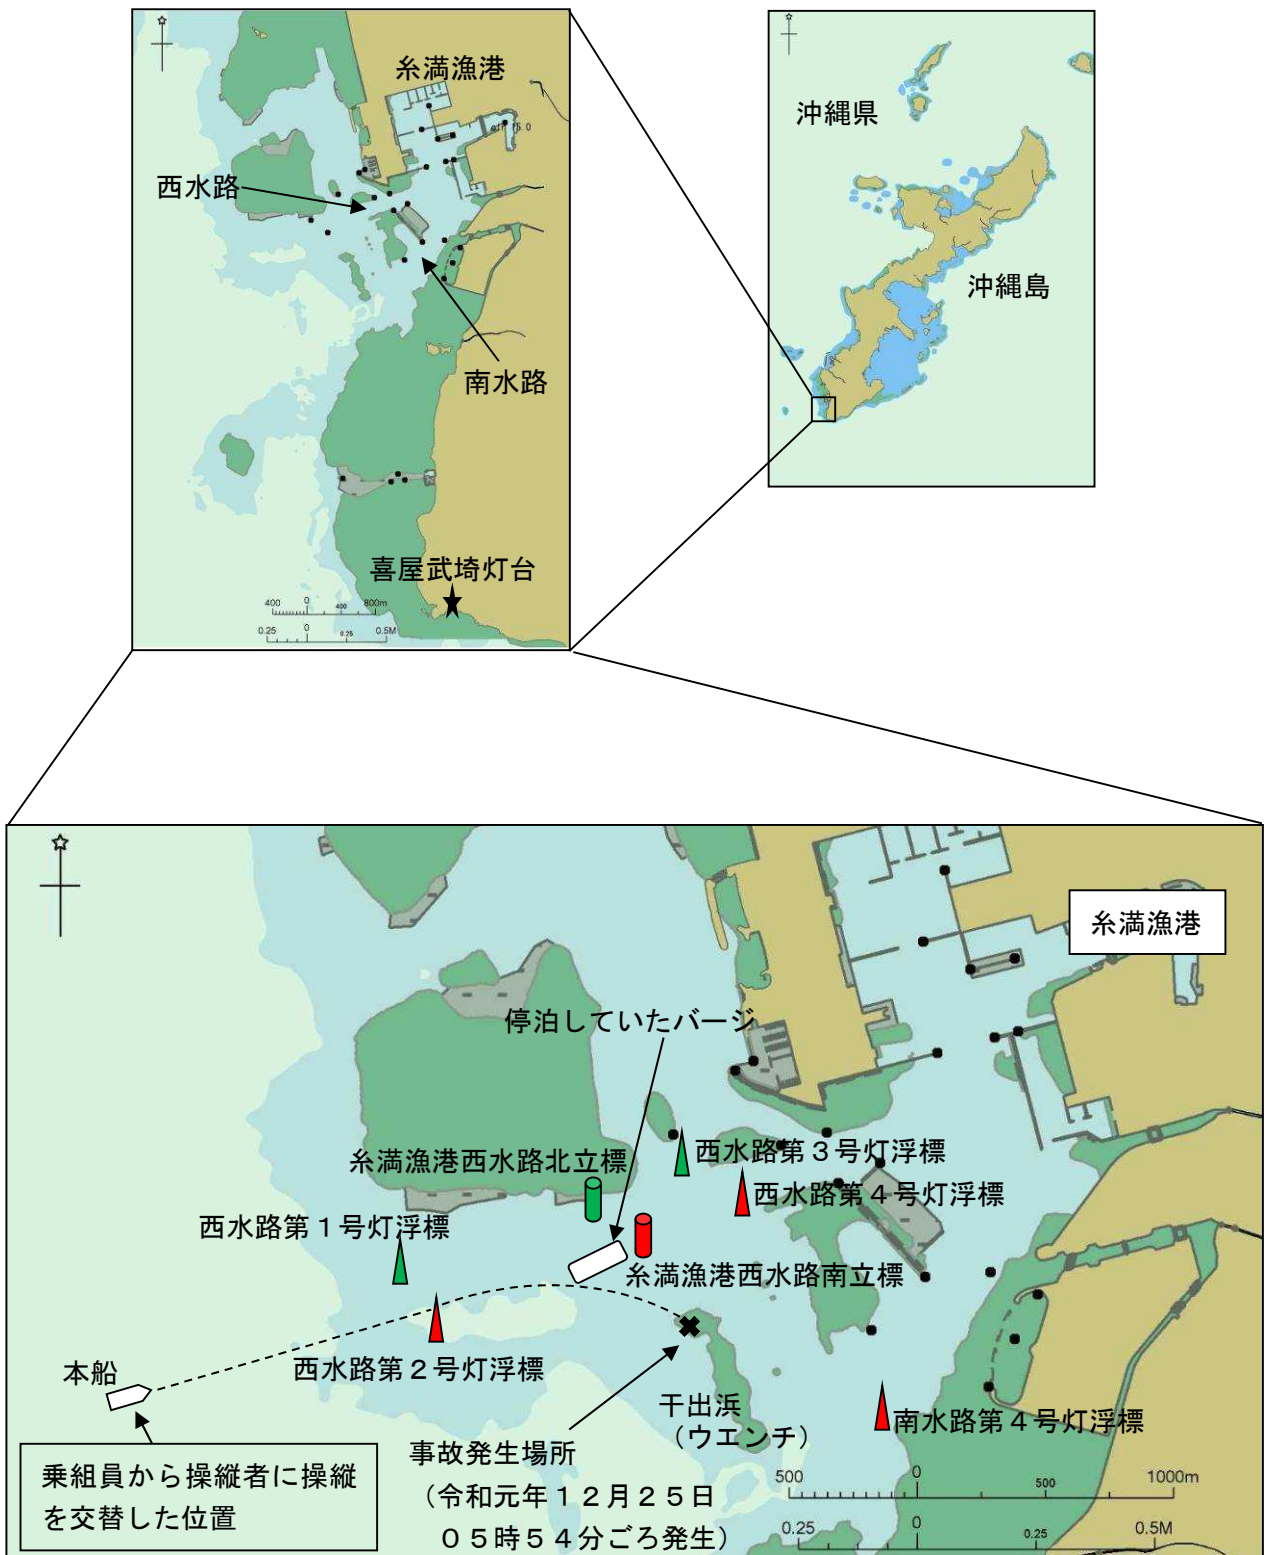 糸満漁港
西水路
南水路
喜屋武埼灯台
400 0 400 800m
0.25 0 0.25 0.5M
沖縄県
沖縄島
糸満漁港
停泊していたバージ
西水路第3号灯浮標
糸満漁港西水路北立標
西水路第4号灯浮標
西水路第1号灯浮標
糸満漁港西水路南立標
西水路第2号灯浮標
本船
干出浜
(ウエンチ)
南水路第4号灯浮標
乗組員から操縦者に操縦
を交替した位置
事故発生場所
(令和元年12月25日
05時54分ごろ発生)
500 0 500 1000m
0.25 0 0.25 0.5M